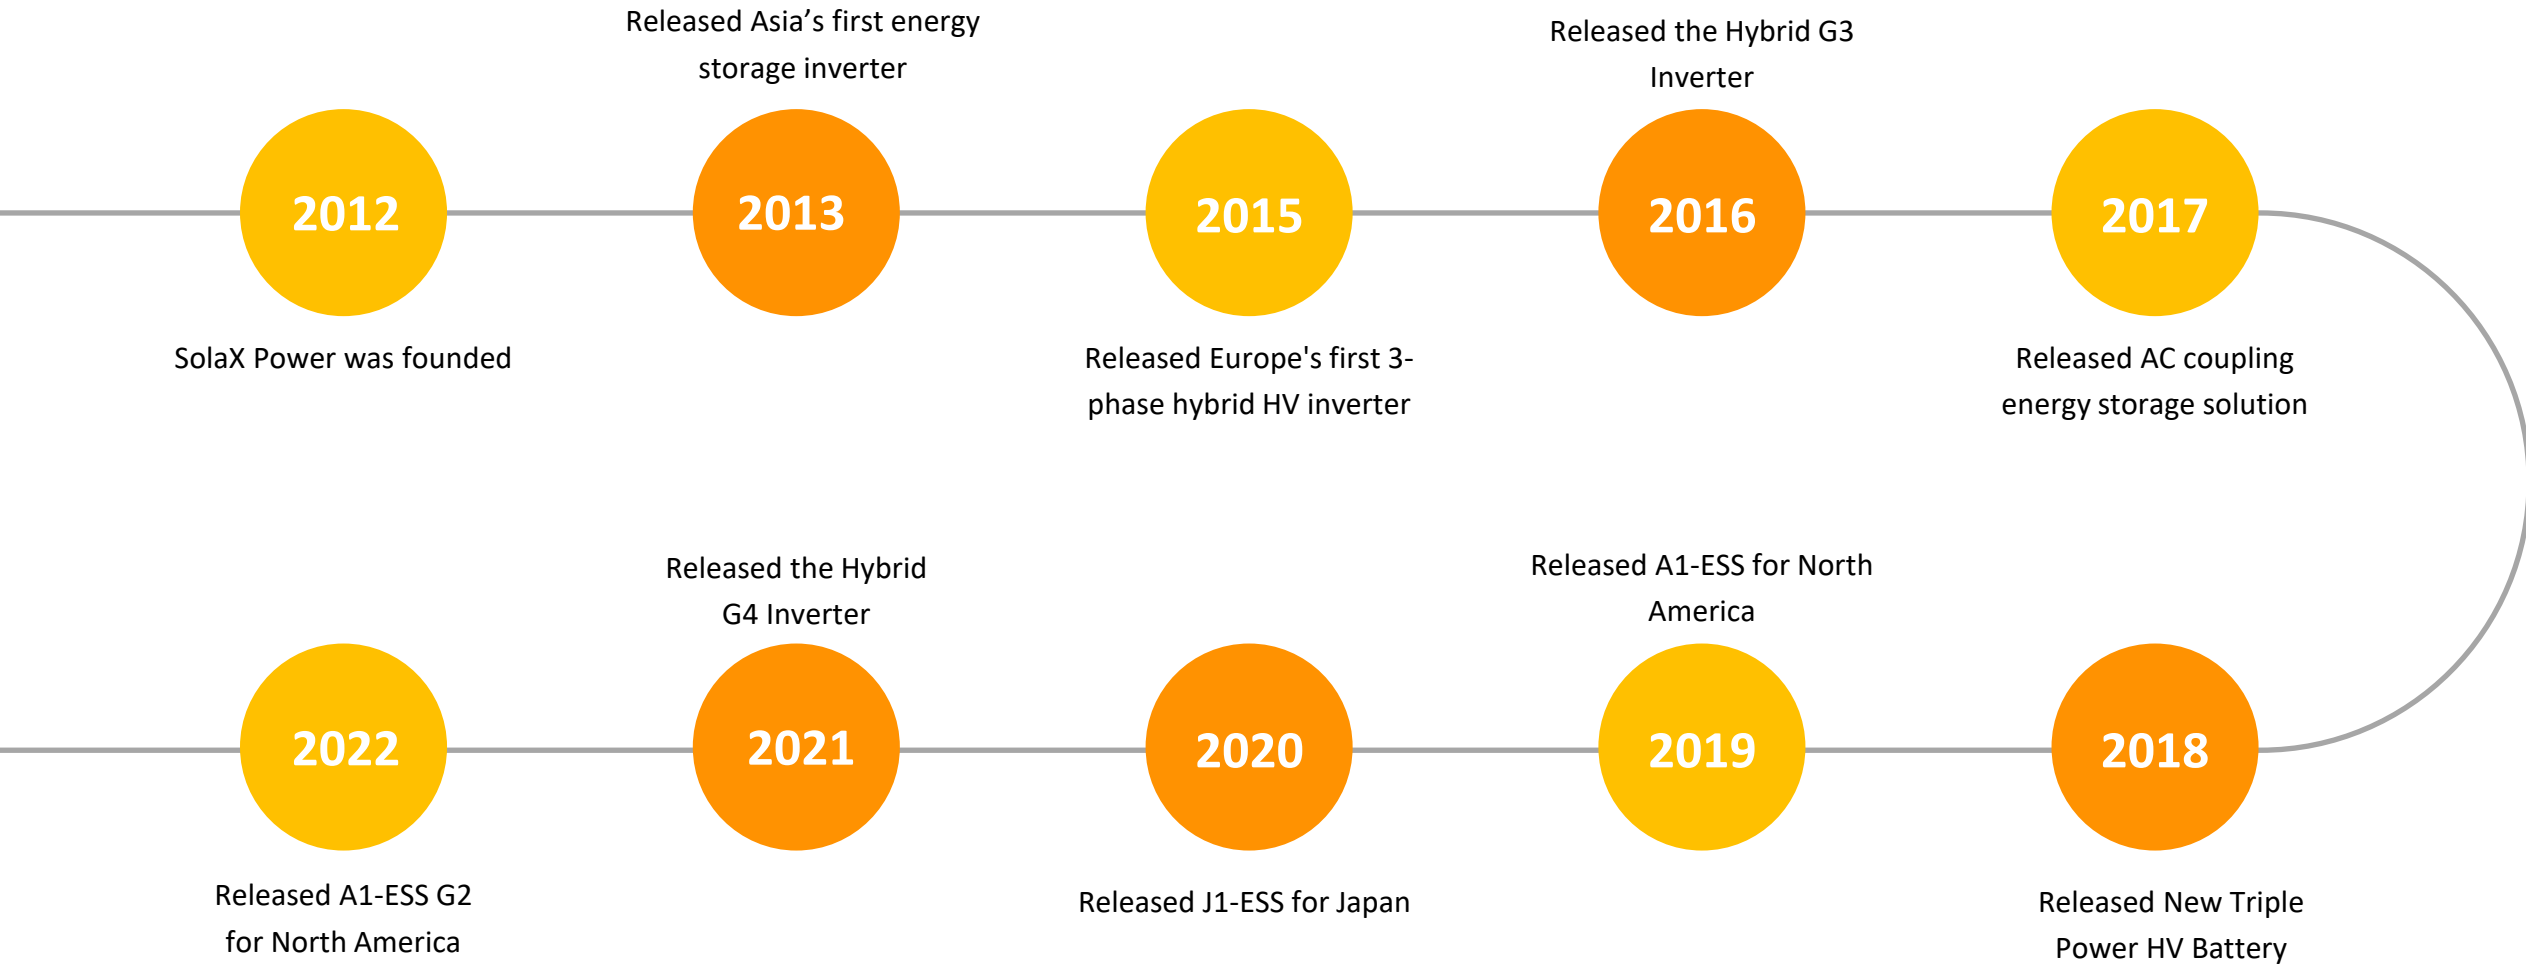 Released Asia’s first energy
storage inverter
Released the Hybrid G3
Inverter
2012
2013
2015
2016
2017
SolaX Power was founded
Released Europe's first 3-
phase hybrid HV inverter
Released AC coupling
energy storage solution
Released the Hybrid
G4 Inverter
Released A1-ESS for North
America
2022
2021
2020
2019
2018
Released A1-ESS G2
for North America
Released J1-ESS for Japan
Released New Triple
Power HV Battery